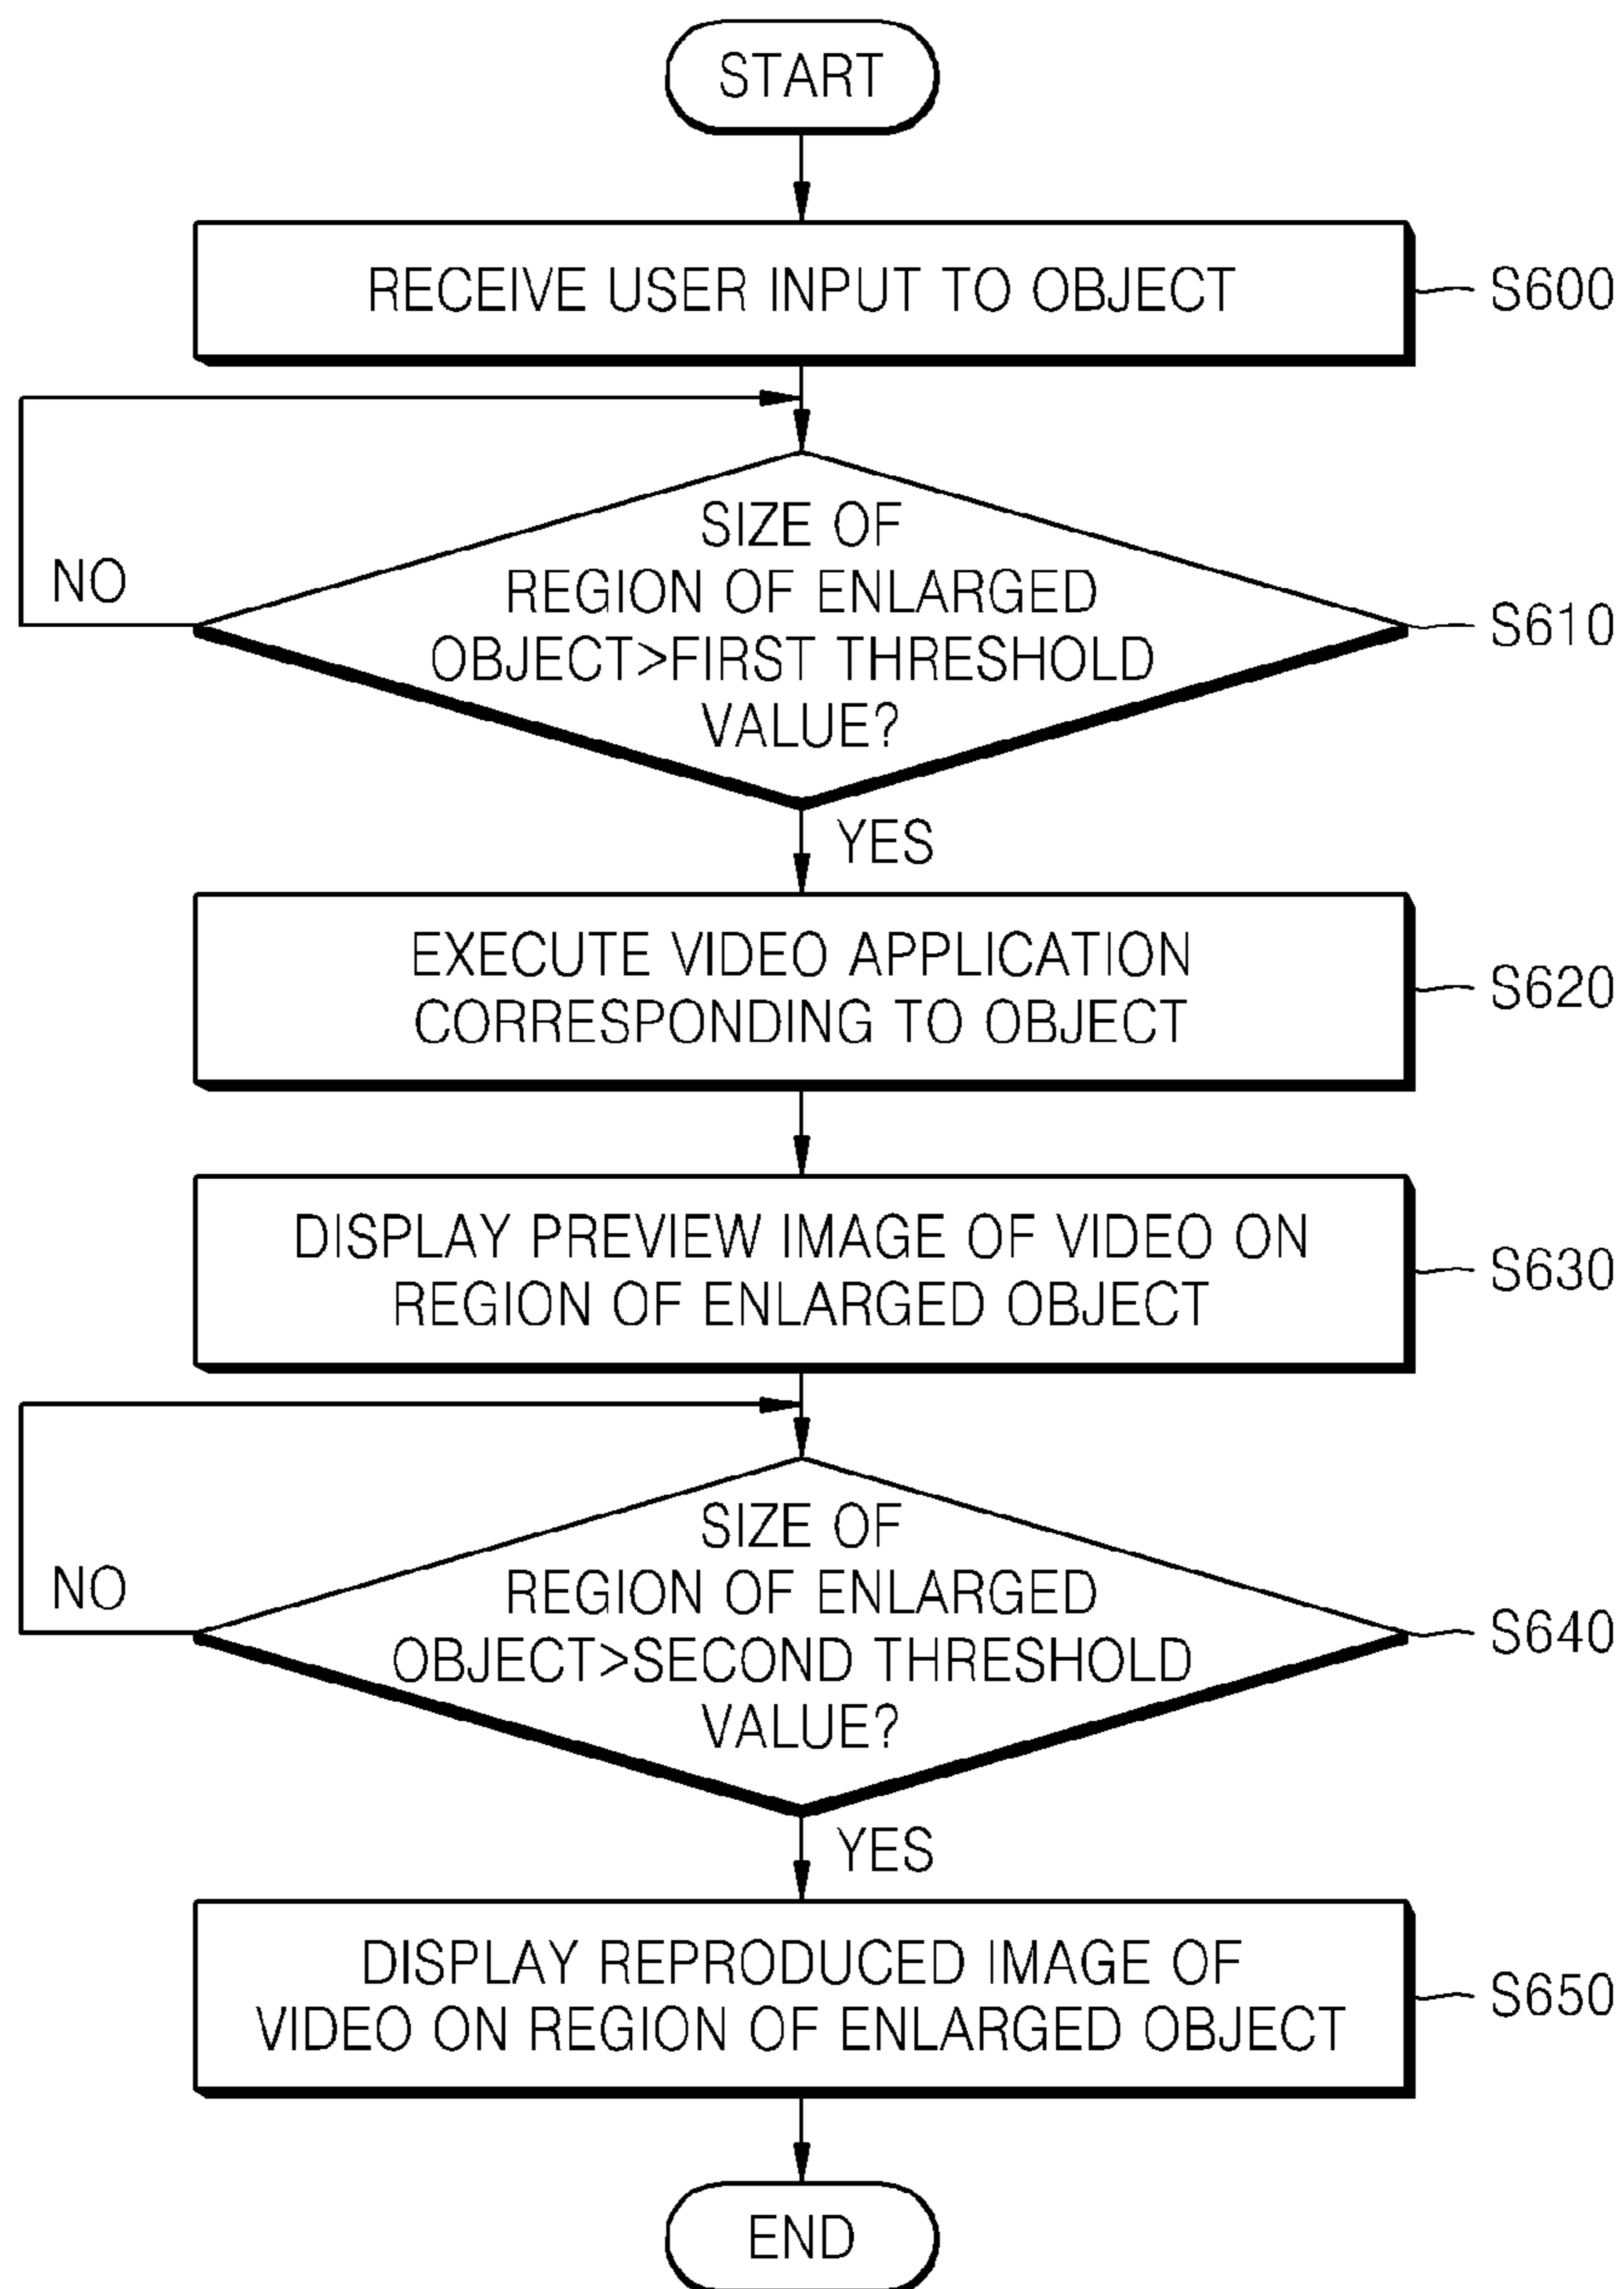 START
RECEIVE USER INPUT TO OBJECT
S600
SIZE OF
REGION OF ENLARGED
OBJECT>FIRST THRESHOLD
VALUE?
NO
S610
YES
EXECUTE VIDEO APPLICATION
CORRESPONDING TO OBJECT
S620
DISPLAY PREVIEW IMAGE OF VIDEO ON
REGION OF ENLARGED OBJECT
S630
SIZE OF
REGION OF ENLARGED
OBJECT>SECOND THRESHOLD
VALUE?
NO
S640
YES
DISPLAY REPRODUCED IMAGE OF
VIDEO ON REGION OF ENLARGED OBJECT
S650
END